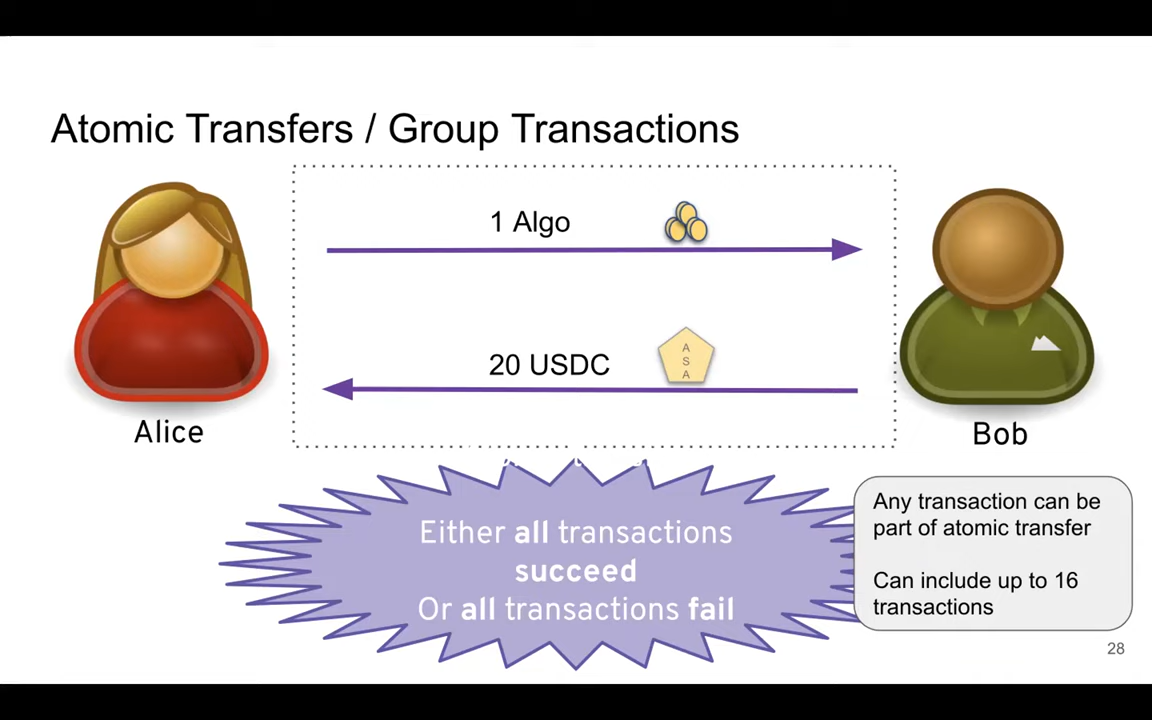 Atomic Transfers / Group Transactions
1 Algo
A
S
A
20 USDC
Alice
Bob
Either all transactions
succeed
Or all transactions fail
Any transaction can be
part of atomic transfer
Can include up to 16
transactions
28